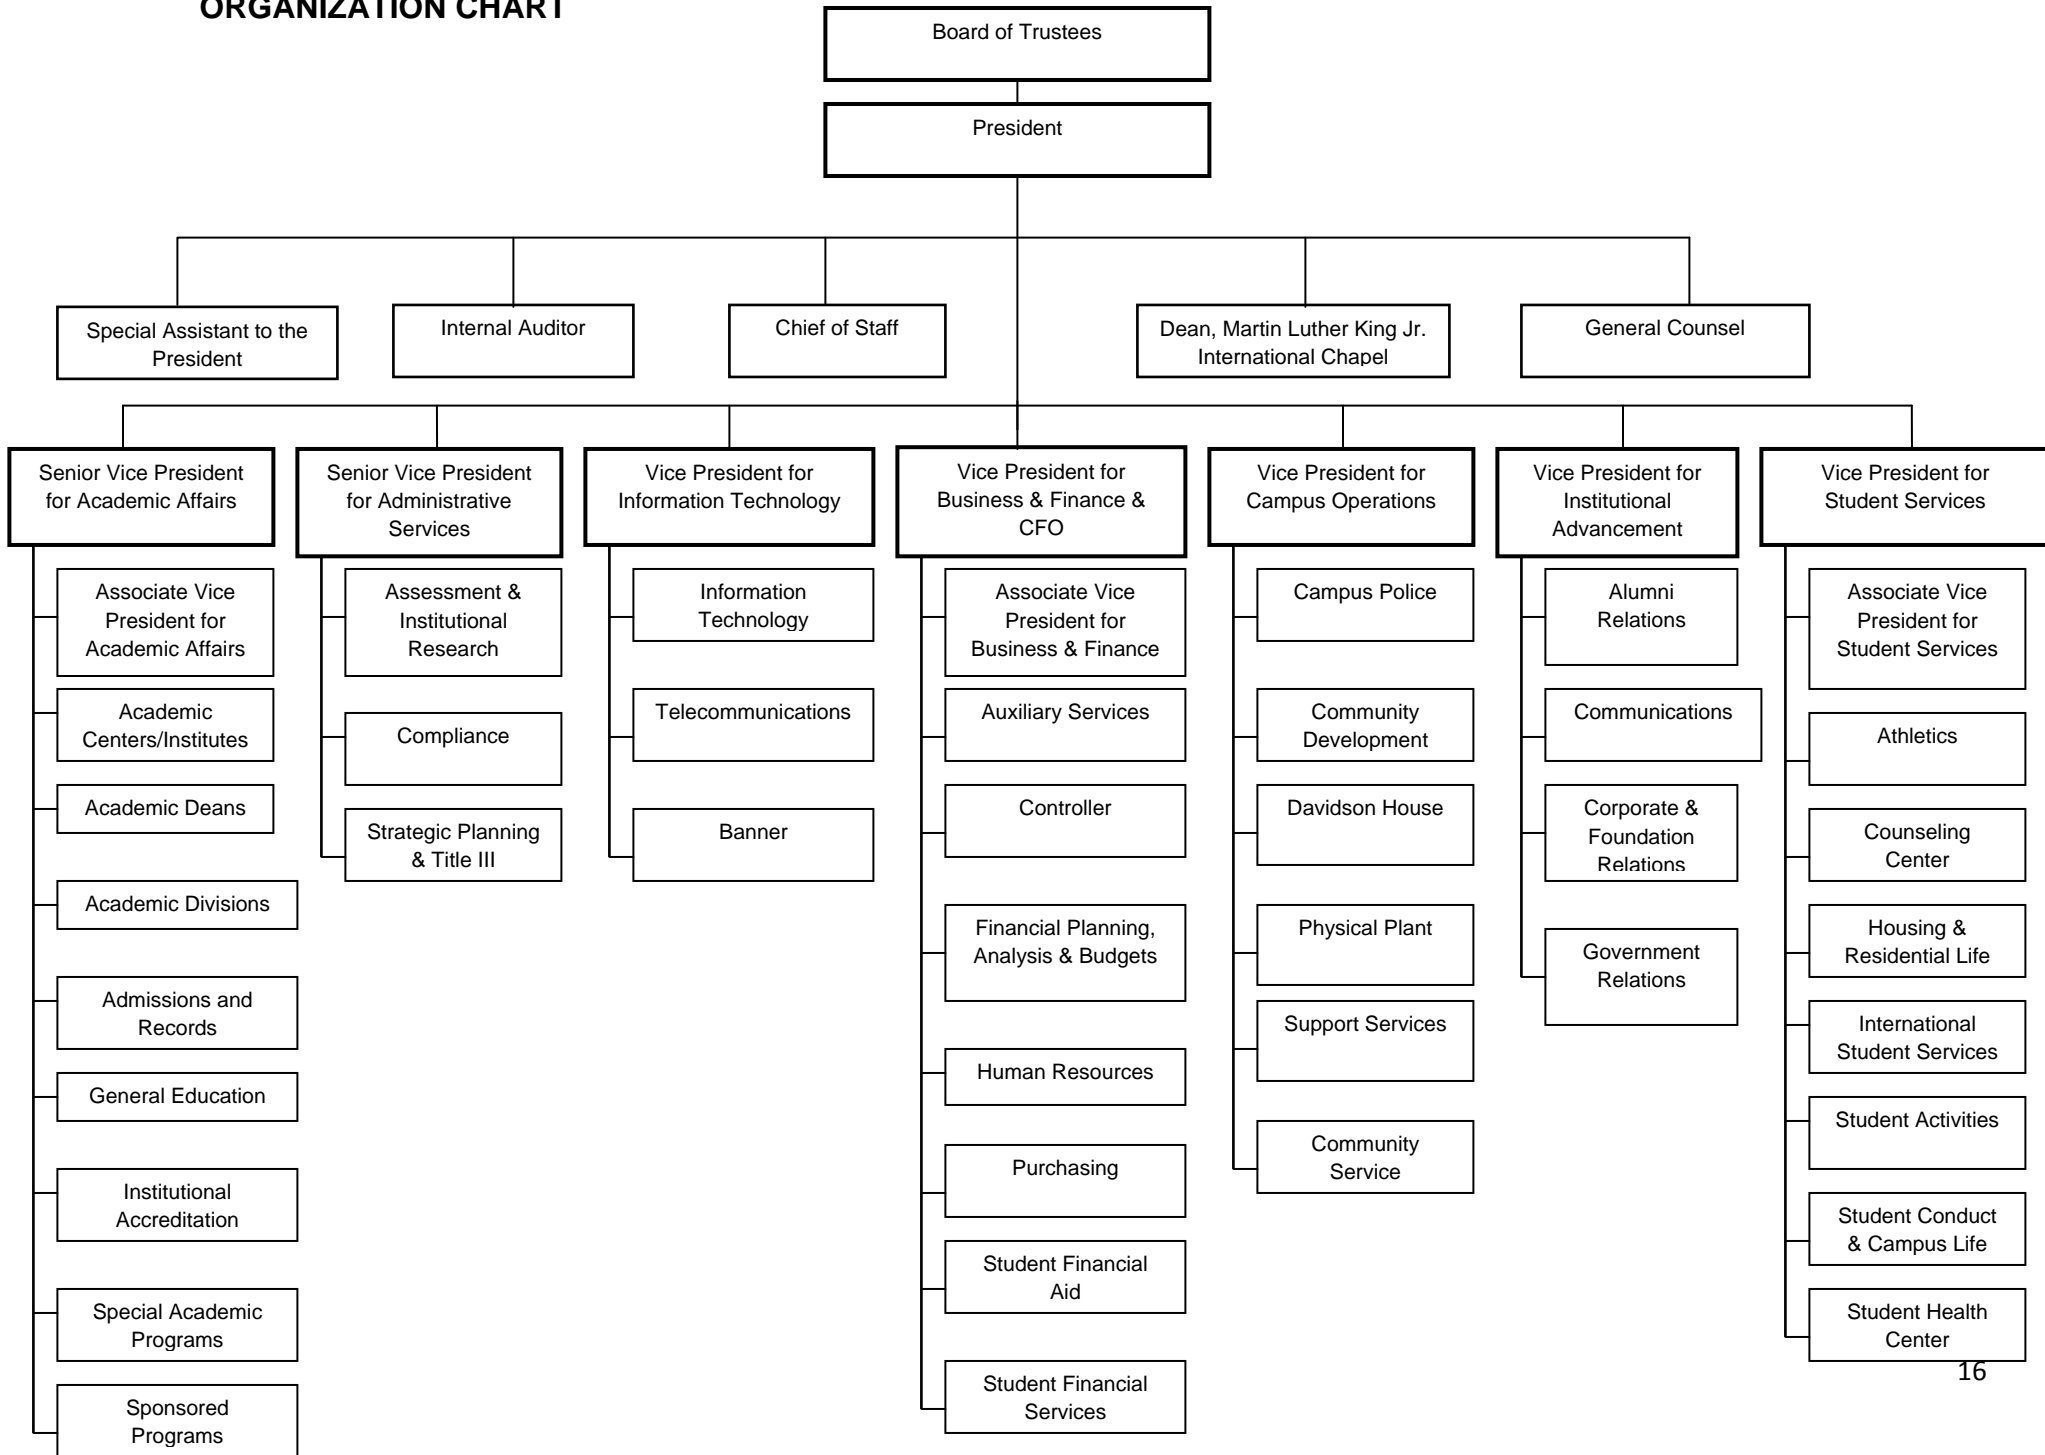 ORGANIZATION CHART
Board of Trustees
President
Special Assistant to the
President
Internal Auditor
Chief of Staff
Dean, Martin Luther King Jr.
International Chapel
General Counsel
Senior Vice President
for Academic Affairs
Senior Vice President
for Administrative
Services
Vice President for
Information Technology
Vice President for
Business & Finance &
CFO
Vice President for
Campus Operations
Vice President for
Institutional
Advancement
Vice President for
Student Services
Associate Vice
President for
Academic Affairs
Academic
Centers/Institutes
Academic Deans
Academic Divisions
Admissions and
Records
General Education
Institutional
Accreditation
Special Academic
Programs
Sponsored
Programs
Assessment &
Institutional
Research
Compliance
Strategic Planning
& Title III
Information
Technology
Telecommunications
Banner
Associate Vice
President for
Business & Finance
Auxiliary Services
Controller
Financial Planning,
Analysis & Budgets
Human Resources
Purchasing
Student Financial
Aid
Student Financial
Services
Campus Police
Community
Development
Davidson House
Physical Plant
Support Services
Community
Service
Alumni
Relations
Communications
Corporate &
Foundation
Relations
Government
Relations
Associate Vice
President for
Student Services
Athletics
Counseling
Center
Housing &
Residential Life
International
Student Services
Student Activities
Student Conduct
& Campus Life
Student Health
Center
16